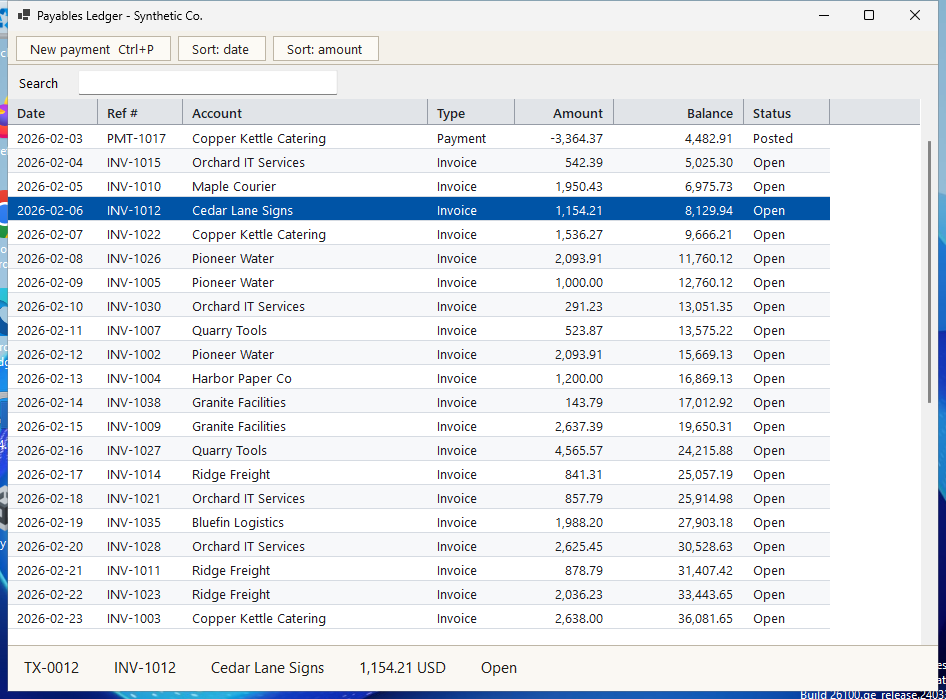 Payables Ledger - Synthetic Co.
New payment Ctrl+P Sort: date Sort: amount
Search
Date Ref # Account Type Amount Balance Status
2026-02-03 PMT-1017 Copper Kettle Catering Payment -3,364.37 4,482.91 Posted
2026-02-04 INV-1015 Orchard IT Services Invoice 542.39 5,025.30 Open
2026-02-05 INV-1010 Maple Courier Invoice 1,950.43 6,975.73 Open
2026-02-06 INV-1012 Cedar Lane Signs Invoice 1,154.21 8,129.94 Open
2026-02-07 INV-1022 Copper Kettle Catering Invoice 1,536.27 9,666.21 Open
2026-02-08 INV-1026 Pioneer Water Invoice 2,093.91 11,760.12 Open
2026-02-09 INV-1005 Pioneer Water Invoice 1,000.00 12,760.12 Open
2026-02-10 INV-1030 Orchard IT Services Invoice 291.23 13,051.35 Open
2026-02-11 INV-1007 Quarry Tools Invoice 523.87 13,575.22 Open
2026-02-12 INV-1002 Pioneer Water Invoice 2,093.91 15,669.13 Open
2026-02-13 INV-1004 Harbor Paper Co Invoice 1,200.00 16,869.13 Open
2026-02-14 INV-1038 Granite Facilities Invoice 143.79 17,012.92 Open
2026-02-15 INV-1009 Granite Facilities Invoice 2,637.39 19,650.31 Open
2026-02-16 INV-1027 Quarry Tools Invoice 4,565.57 24,215.88 Open
2026-02-17 INV-1014 Ridge Freight Invoice 841.31 25,057.19 Open
2026-02-18 INV-1021 Orchard IT Services Invoice 857.79 25,914.98 Open
2026-02-19 INV-1035 Bluefin Logistics Invoice 1,988.20 27,903.18 Open
2026-02-20 INV-1028 Orchard IT Services Invoice 2,625.45 30,528.63 Open
2026-02-21 INV-1011 Ridge Freight Invoice 878.79 31,407.42 Open
2026-02-22 INV-1023 Ridge Freight Invoice 2,036.23 33,443.65 Open
2026-02-23 INV-1003 Copper Kettle Catering Invoice 2,638.00 36,081.65 Open
TX-0012 INV-1012 Cedar Lane Signs 1,154.21 USD Open
Build 26100.ge_release.2403